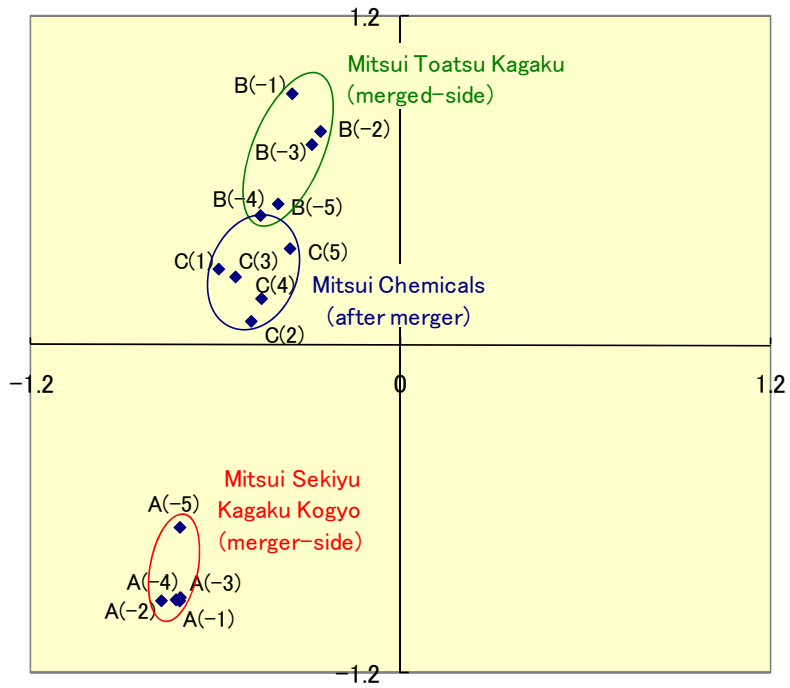 1.2
Mitsui Toatsu Kagaku
(merged-side)
B(-1)
B(-2)
B(-3)
B(-4)
B(-5)
C(5)
C(1)
C(3)
C(4)
Mitsui Chemicals
(after merger)
C(2)
-1.2
0
1.2
Mitsui Sekiyu
Kagaku Kogyo
(merger-side)
A(-5)
A(-4)
A(-3)
A(-2)
A(-1)
-1.2